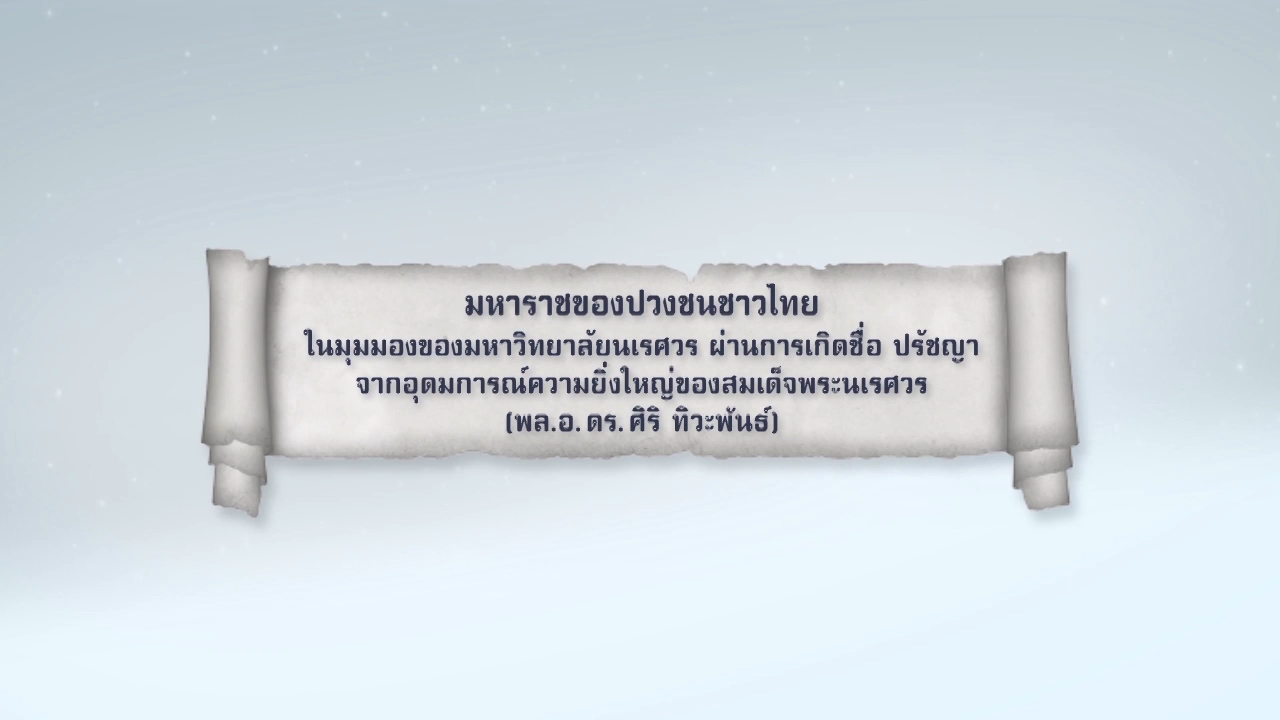 มหาราชของปวงชนชาวไทย
ในมุมมองของมหาวิทยาลัยนเรศวร ผ่านการเกิดชื่อ ปรัชญา
จากอุดมการณ์ความยิ่งใหญ่ของสมเด็จพระนเรศวร
(พล.อ. ดร. ศิริ ทิวะพันธ์)